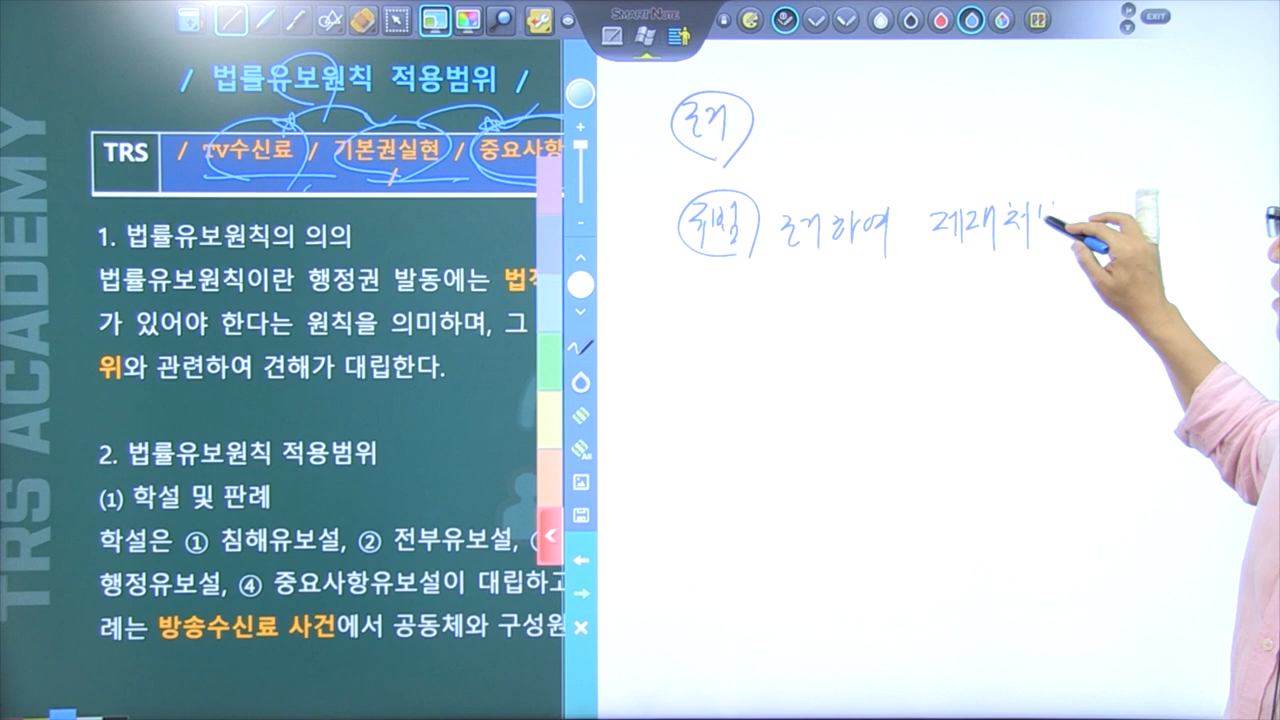 SMART NOTE
EXIT
/ 법률유보원칙 적용범위 /
TRS / TV수신료 / 기본권실현 / 중요사항
/
1. 법률유보원칙의 의의
법률유보원칙이란 행정권 발동에는 법적
가 있어야 한다는 원칙을 의미하며, 그
위와 관련하여 견해가 대립한다.
2. 법률유보원칙 적용범위
(1) 학설 및 판례
학설은 ① 침해유보설, ② 전부유보설,
행정유보설, ④ 중요사항유보설이 대립하고
례는 방송수신료 사건에서 공동체와 구성원
TRS ACADEMY
All
근거
위법 근거하여 제재처